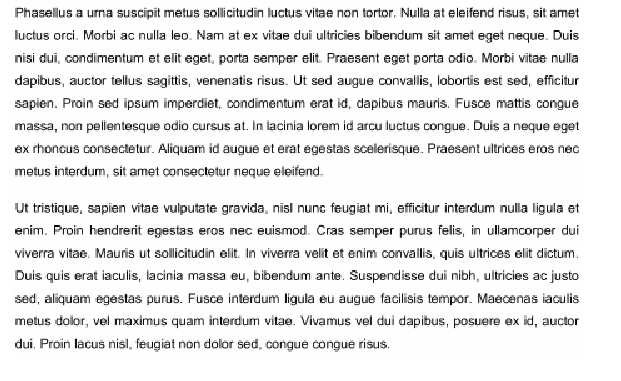 Phasellus a urna suscipit metus sollicitudin luctus vitae non tortor. Nulla at eleifend risus, sit amet
luctus orci. Morbi ac nulla leo. Nam at ex vitae dui ultricies bibendum sit amet eget neque. Duis
nisi dui, condimentum et elit eget, porta semper elit. Praesent eget porta odio. Morbi vitae nulla
dapibus, auctor tellus sagittis, venenatis risus. Ut sed augue convallis, lobortis est sed, efficitur
sapien. Proin sed ipsum imperdiet, condimentum erat id, dapibus mauris. Fusce mattis congue
massa, non pellentesque odio cursus at. In lacinia lorem id arcu luctus congue. Duis a neque eget
ex rhoncus consectetur. Aliquam id augue et erat egestas scelerisque. Praesent ultrices eros nec
metus interdum, sit amet consectetur neque eleifend.
Ut tristique, sapien vitae vulputate gravida, nisl nunc feugiat mi, efficitur interdum nulla ligula et
enim. Proin hendrerit egestas eros nec euismod. Cras semper purus felis, in ullamcorper dui
viverra vitae. Mauris ut sollicitudin elit. In viverra velit et enim convallis, quis ultrices elit dictum.
Duis quis erat iaculis, lacinia massa eu, bibendum ante. Suspendisse dui nibh, ultricies ac justo
sed, aliquam egestas purus. Fusce interdum ligula eu augue facilisis tempor. Maecenas iaculis
metus dolor, vel maximus quam interdum vitae. Vivamus vel dui dapibus, posuere ex id, auctor
dui. Proin lacus nisl, feugiat non dolor sed, congue congue risus.